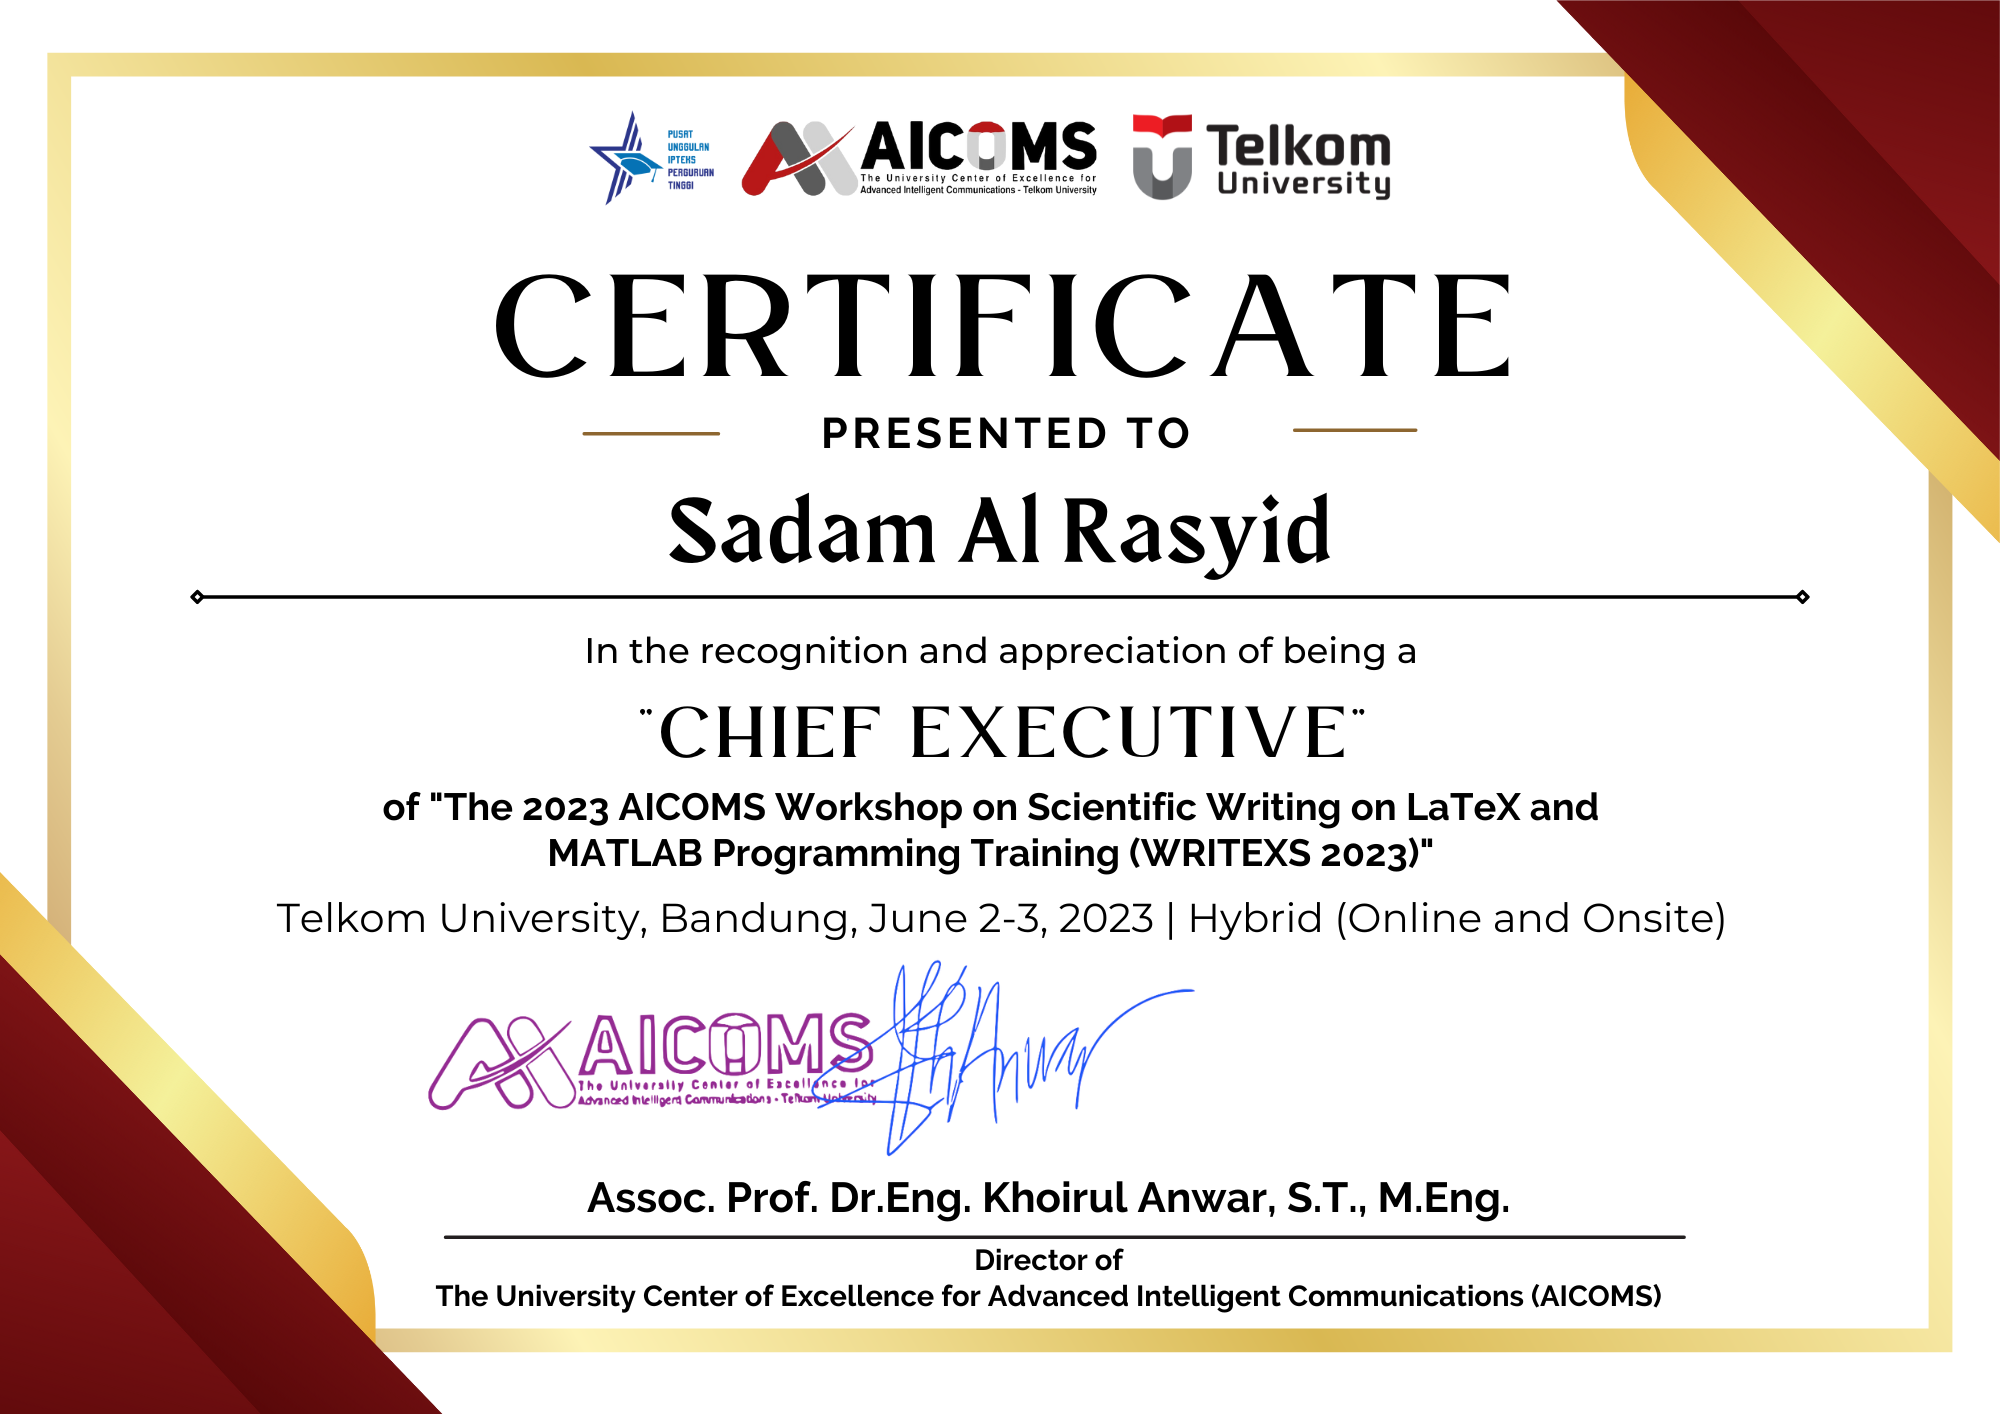 PUSAT
UNGGULAN
IPTEKS
PERGURUAN
TINGGI
AICOMS
The University Center of Excellence for
Advanced Intelligent Communications - Telkom University
Telkom
University
CERTIFICATE
PRESENTED TO
Sadam Al Rasyid
In the recognition and appreciation of being a
"CHIEF EXECUTIVE"
of "The 2023 AICOMS Workshop on Scientific Writing on LaTeX and
MATLAB Programming Training (WRITEXS 2023)"
Telkom University, Bandung, June 2-3, 2023 | Hybrid (Online and Onsite)
AICOMS
The University Center of Excellence for
Advanced Intelligent Communications - Telkom University
Assoc. Prof. Dr.Eng. Khoirul Anwar, S.T., M.Eng.
Director of
The University Center of Excellence for Advanced Intelligent Communications (AICOMS)